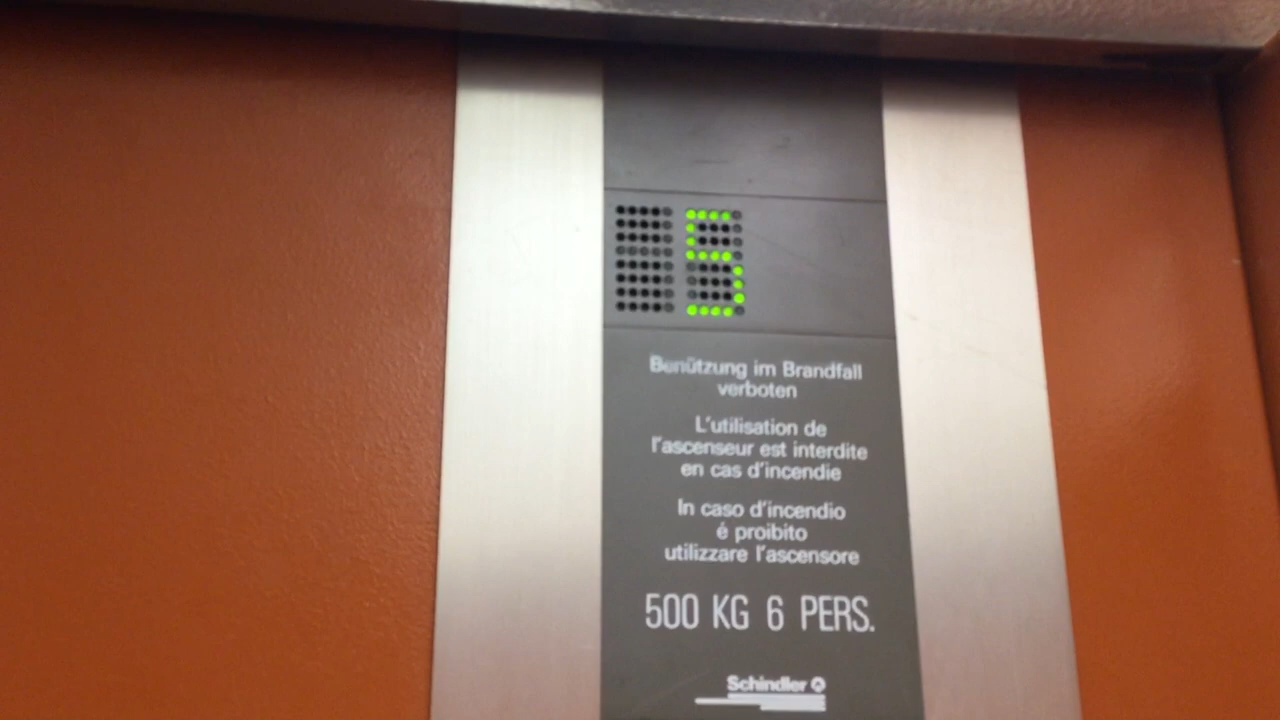 5
Benützung im Brandfall
verboten
L'utilisation de
l'ascenseur est interdite
en cas d'incendie
In caso d'incendio
é proibito
utilizzare l'ascensore
500 KG 6 PERS.
Schindler